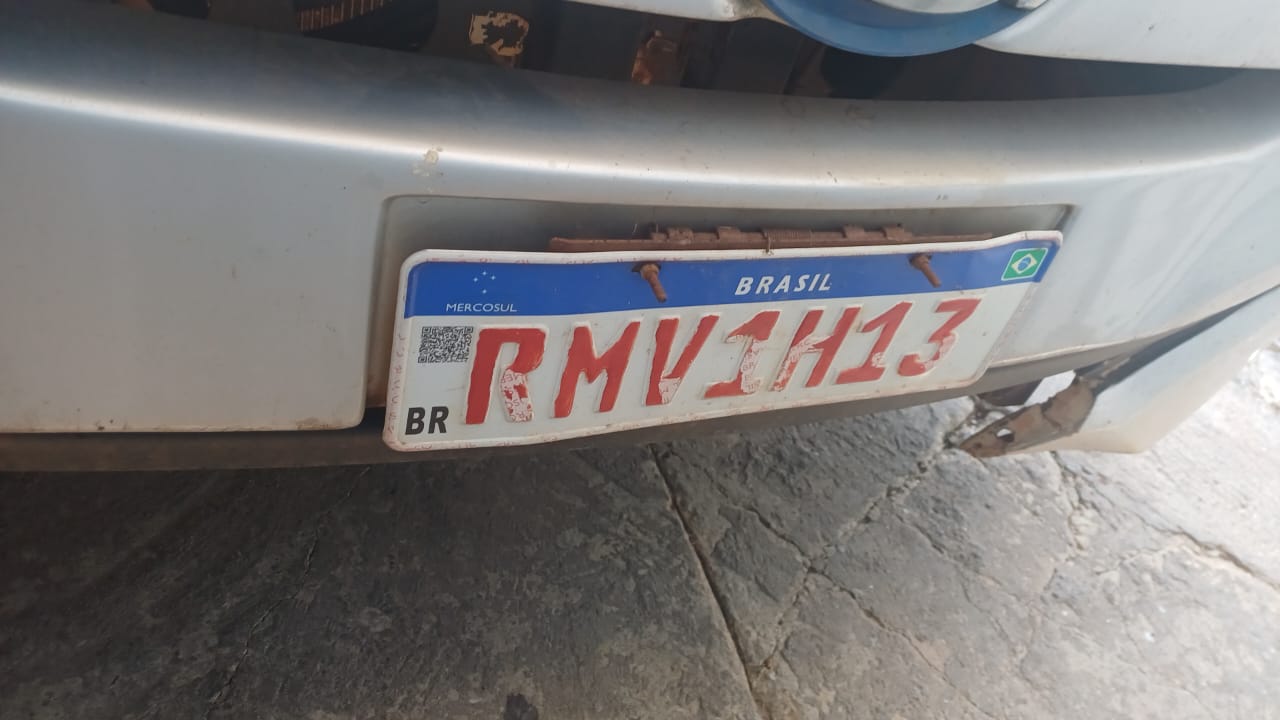 BRASIL
MERCOSUL
RMV1H13
BR